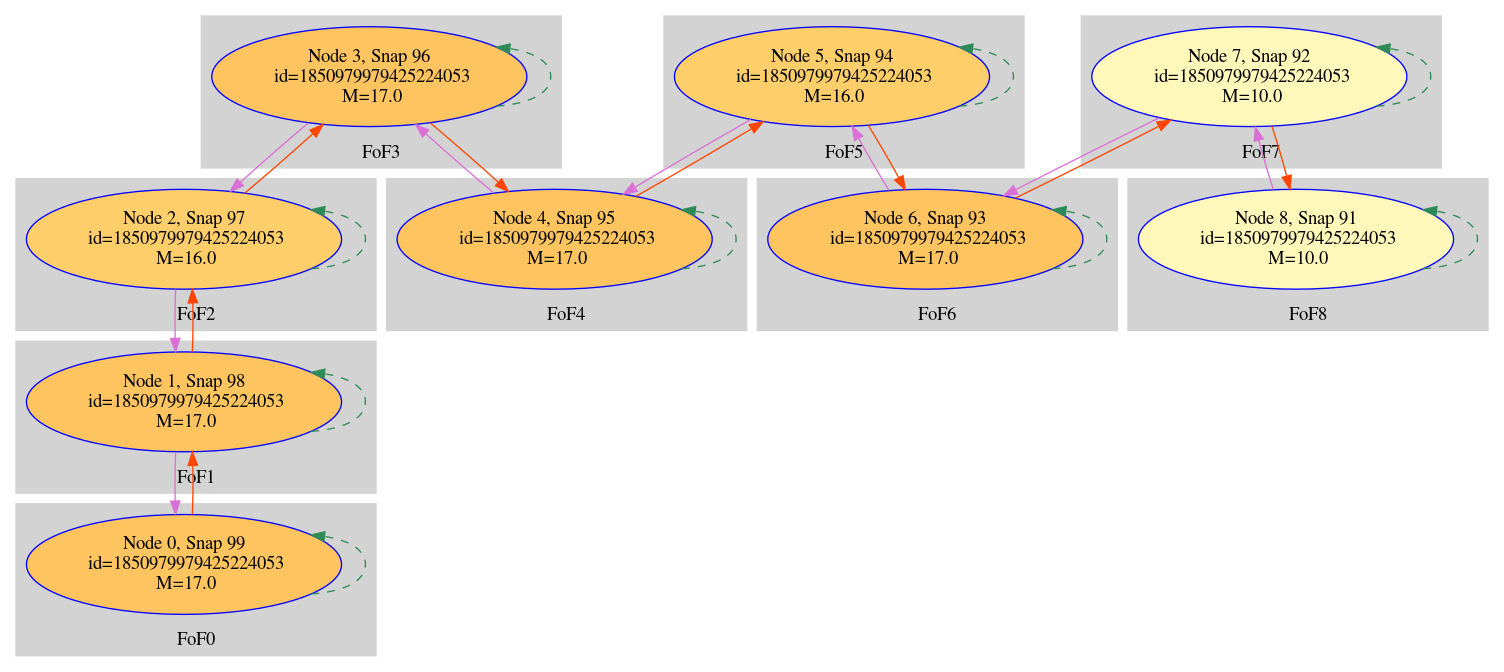 Node 3, Snap 96
id=1850979979425224053
M=17.0
FoF3
Node 5, Snap 94
id=1850979979425224053
M=16.0
FoF5
Node 7, Snap 92
id=1850979979425224053
M=10.0
FoF7
Node 2, Snap 97
id=1850979979425224053
M=16.0
FoF2
Node 4, Snap 95
id=1850979979425224053
M=17.0
FoF4
Node 6, Snap 93
id=1850979979425224053
M=17.0
FoF6
Node 8, Snap 91
id=1850979979425224053
M=10.0
FoF8
Node 1, Snap 98
id=1850979979425224053
M=17.0
FoF1
Node 0, Snap 99
id=1850979979425224053
M=17.0
FoF0